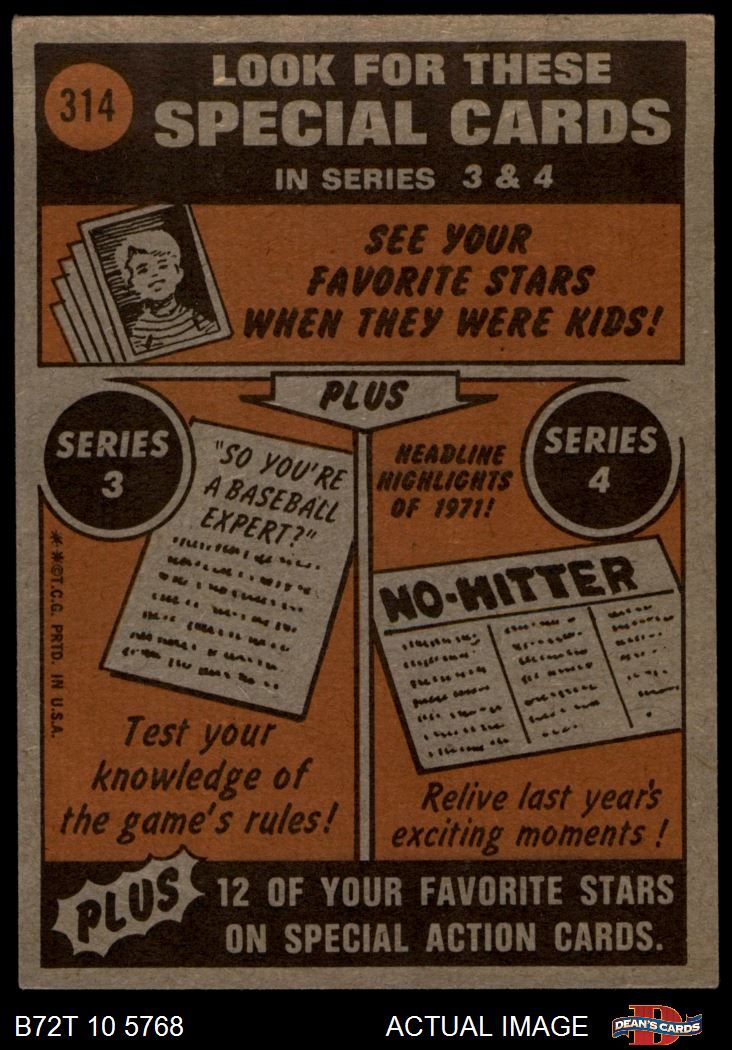 314
LOOK FOR THESE
SPECIAL CARDS
IN SERIES 3 & 4
SEE YOUR
FAVORITE STARS
WHEN THEY WERE KIDS!
PLUS
SERIES
3
"SO YOU'RE
A BASEBALL
EXPERT?"
Test your
knowledge of
the game's rules!
**©T.C.G. PRTD. IN U.S.A.
SERIES
4
HEADLINE
HIGHLIGHTS
OF 1971!
NO-HITTER
Relive last year's
exciting moments!
PLUS
12 OF YOUR FAVORITE STARS
ON SPECIAL ACTION CARDS.
B72T 10 5768
ACTUAL IMAGE
D
DEAN'S CARDS